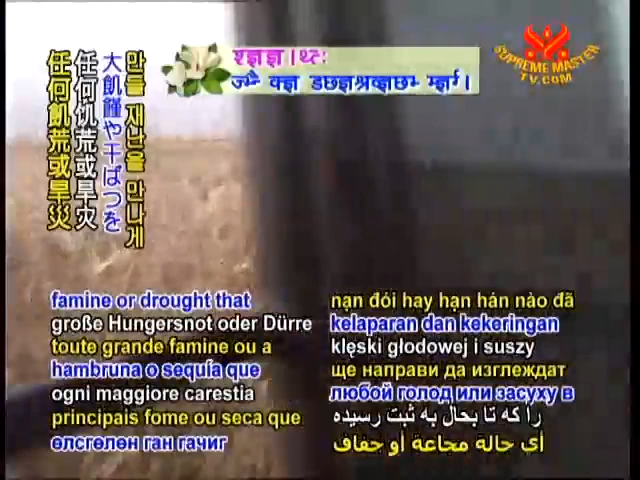 SUPREME MASTER
TV.COM
任何飢荒或旱災
任何饥荒或旱灾
大飢饉や干ばつを
만들 재난을 만나게
famine or drought that
große Hungersnot oder Dürre
toute grande famine ou a
hambruna o sequía que
ogni maggiore carestia
principais fome ou seca que
өлсгөлөн ган гачиг
nạn đói hay hạn hán nào đã
kelaparan dan kekeringan
klęski głodowej i suszy
ще направи да изглеждат
любой голод или засуху в
را که تا بحال به ثبت رسیده
أي حالة مجاعة أو جفاف